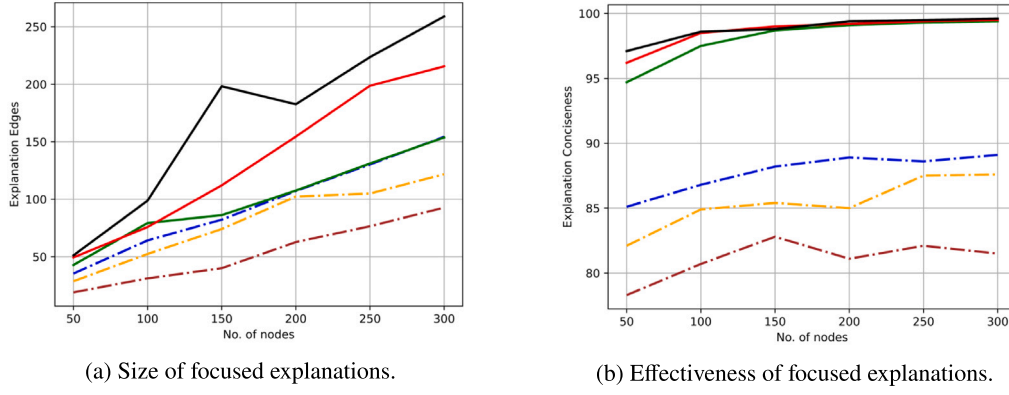 250
200
150
100
50
Explanation Edges
50 100 150 200 250 300
No. of nodes
(a) Size of focused explanations.
100
95
90
85
80
Explanation Conciseness
50 100 150 200 250 300
No. of nodes
(b) Effectiveness of focused explanations.